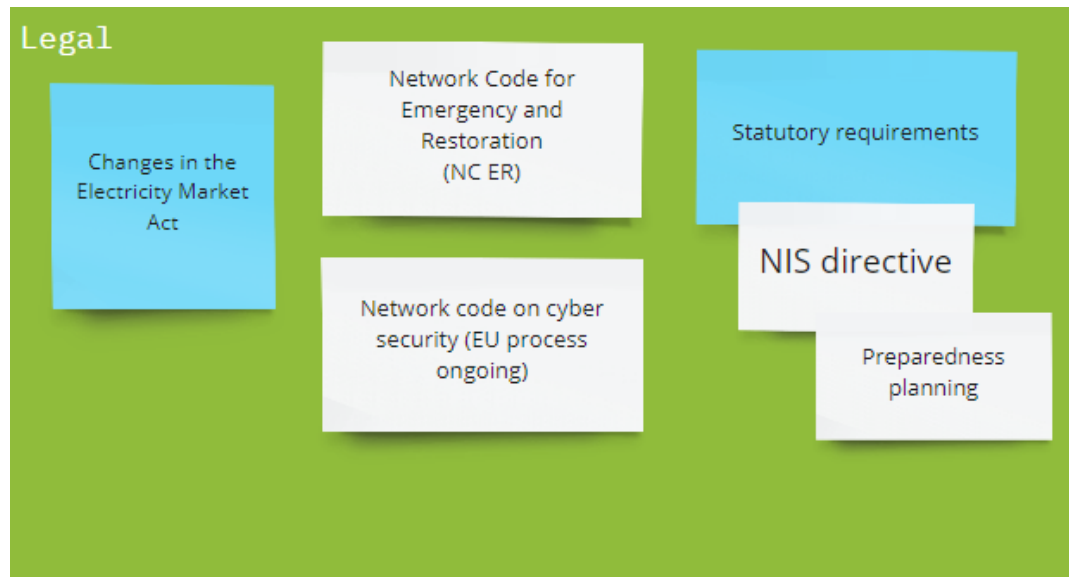 Legal
Changes in the
Electricity Market
Act
Network Code for
Emergency and
Restoration
(NC ER)
Network code on cyber
security (EU process
ongoing)
Statutory requirements
NIS directive
Preparedness
planning